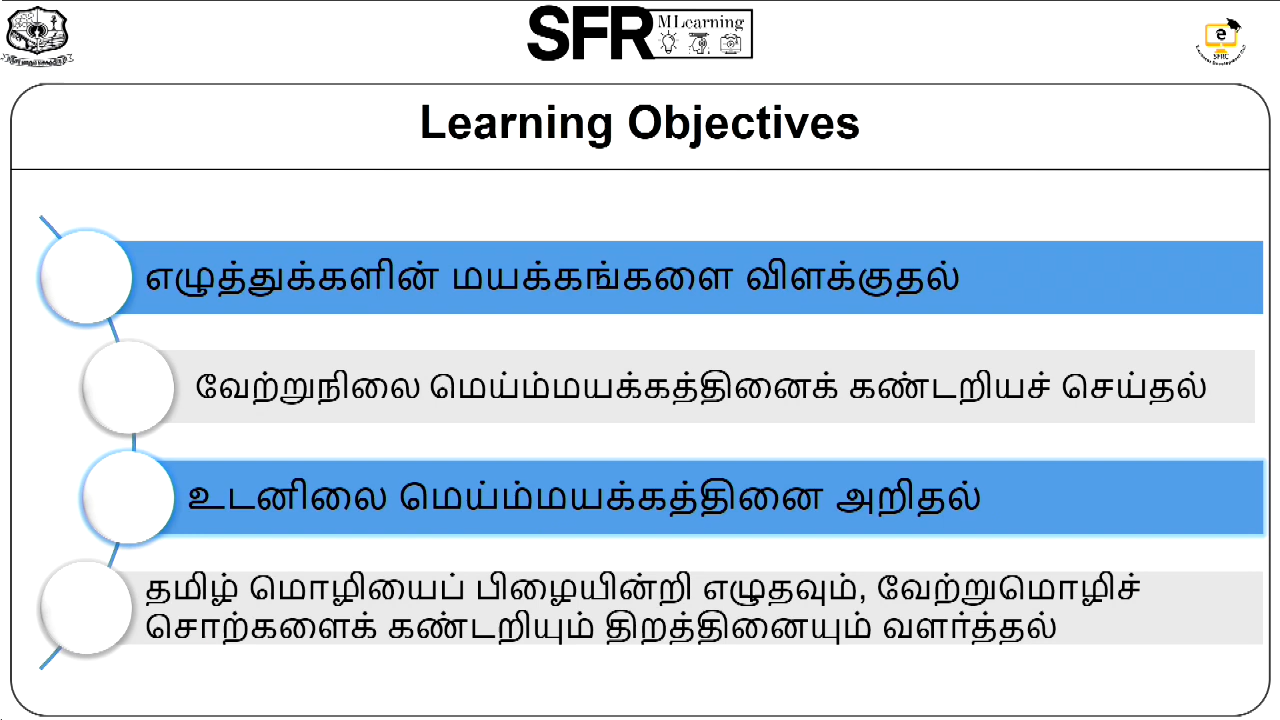 SFR MLearning
Learning Objectives
எழுத்துக்களின் மயக்கங்களை விளக்குதல்
வேற்றுநிலை மெய்ம்மயக்கத்தினைக் கண்டறியச் செய்தல்
உடனிலை மெய்ம்மயக்கத்தினை அறிதல்
தமிழ் மொழியைப் பிழையின்றி எழுதவும், வேற்றுமொழிச்
சொற்களைக் கண்டறியும் திறத்தினையும் வளர்த்தல்
e
SFRC